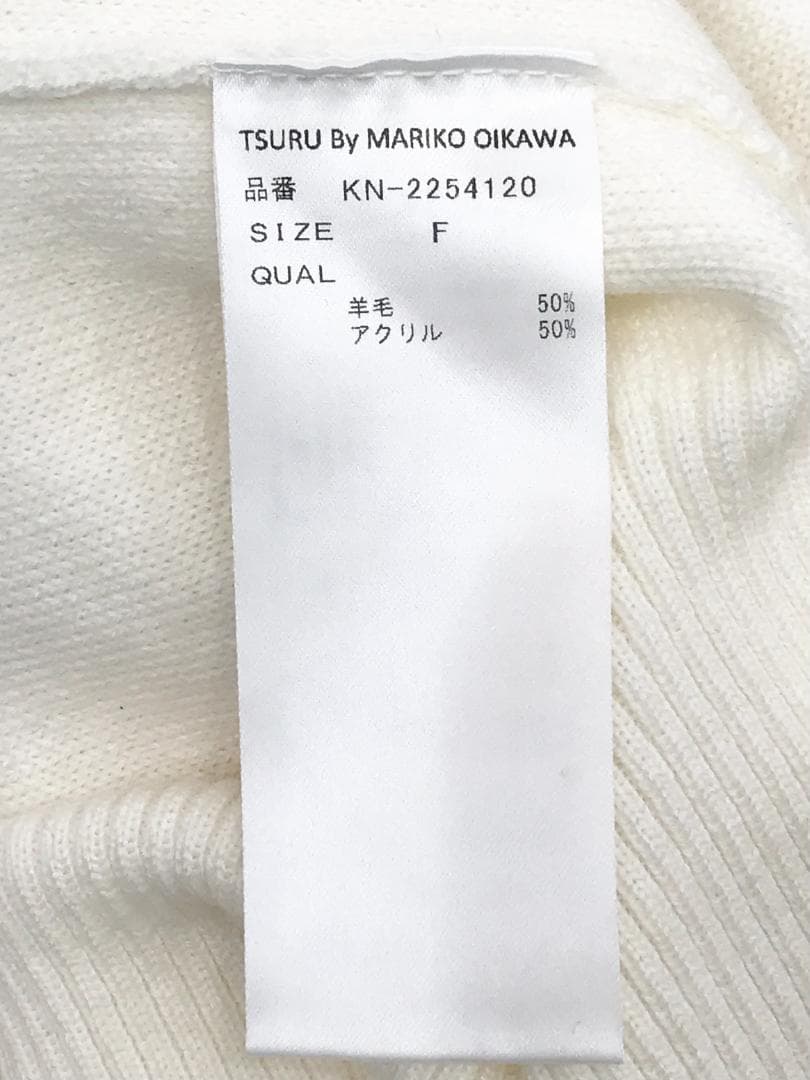 TSURU By MARIKO OIKAWA
品番 KN-2254120
SIZE F
QUAL
羊毛 50%
アクリル 50%